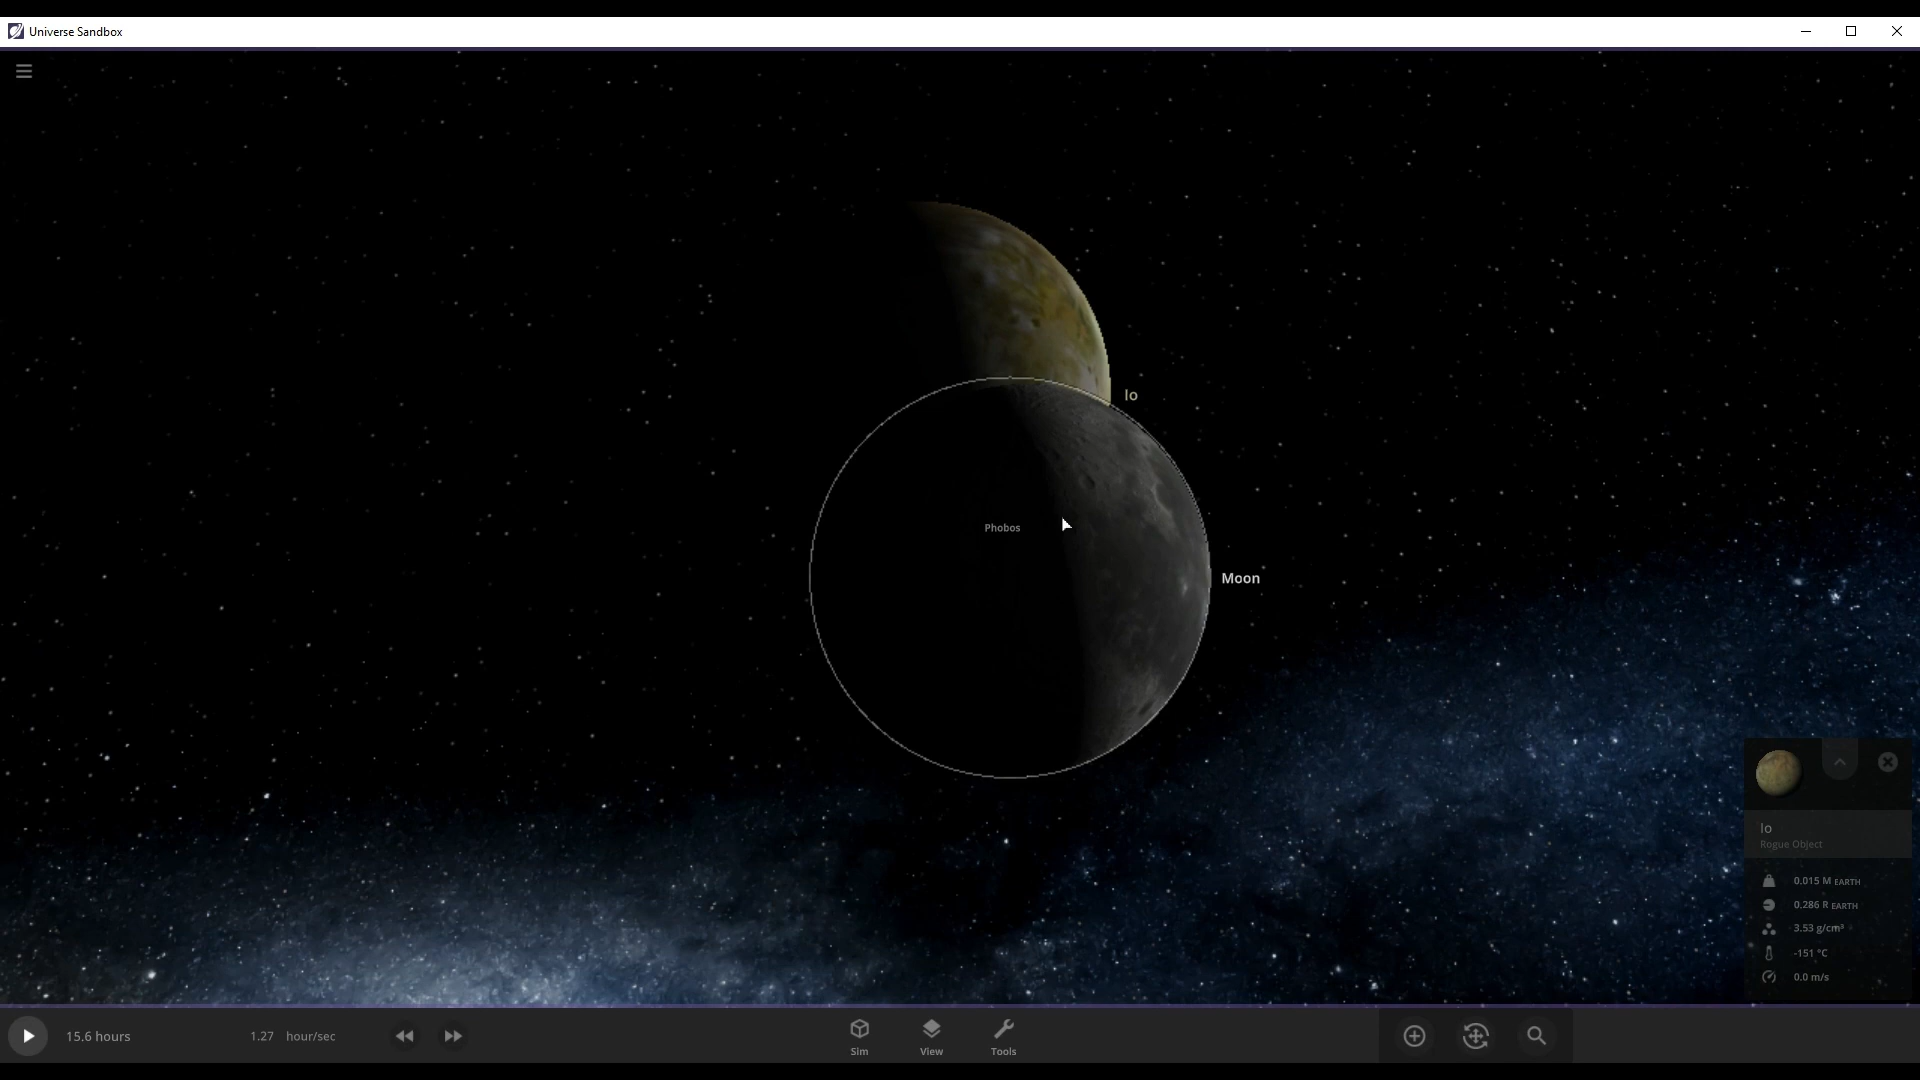 Universe Sandbox
Io
Phobos
Moon
Io
Rogue Object
0.015 M EARTH
0.286 R EARTH
3.53 g/cm³
-151 °C
0.0 m/s
15.6 hours
1.27 hour/sec
Sim
View
Tools